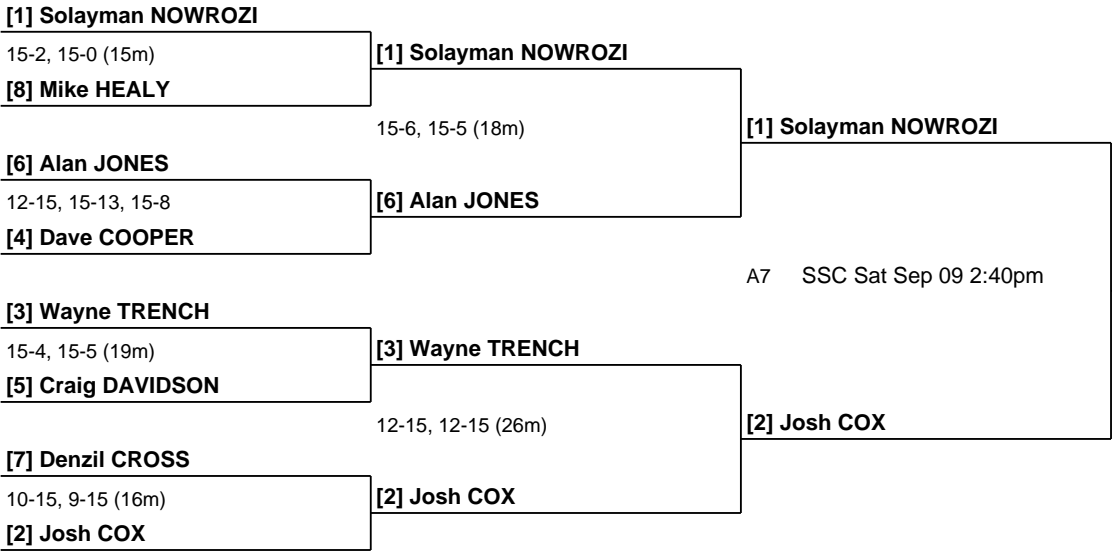 [1] Solayman NOWROZI
15-2, 15-0 (15m)
[1] Solayman NOWROZI
[8] Mike HEALY
15-6, 15-5 (18m)
[1] Solayman NOWROZI
[6] Alan JONES
12-15, 15-13, 15-8
[6] Alan JONES
[4] Dave COOPER
A7 SSC Sat Sep 09 2:40pm
[3] Wayne TRENCH
15-4, 15-5 (19m)
[3] Wayne TRENCH
[5] Craig DAVIDSON
12-15, 12-15 (26m)
[2] Josh COX
[7] Denzil CROSS
10-15, 9-15 (16m)
[2] Josh COX
[2] Josh COX